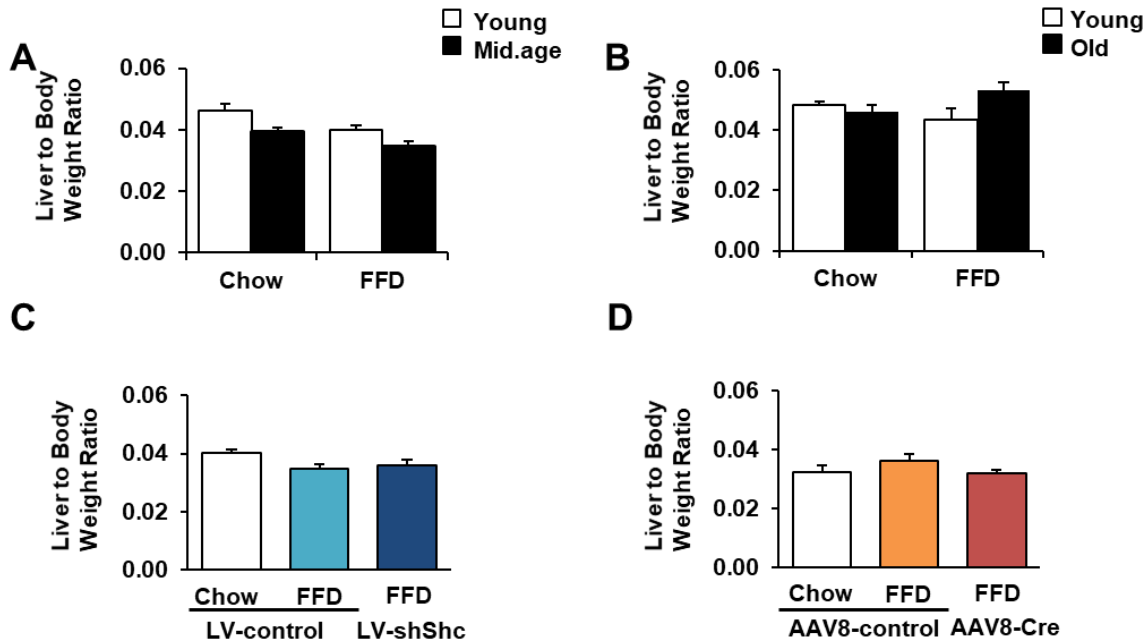 A
Young
Mid.age
Liver to Body
Weight Ratio
0.06
0.04
0.02
0.00
Chow FFD
B
Young
Old
Liver to Body
Weight Ratio
0.06
0.04
0.02
0.00
Chow FFD
C
Liver to Body
Weight Ratio
0.06
0.04
0.02
0.00
Chow FFD FFD
LV-control LV-shShc
D
Liver to Body
Weight Ratio
0.06
0.04
0.02
0.00
Chow FFD FFD
AAV8-control AAV8-Cre